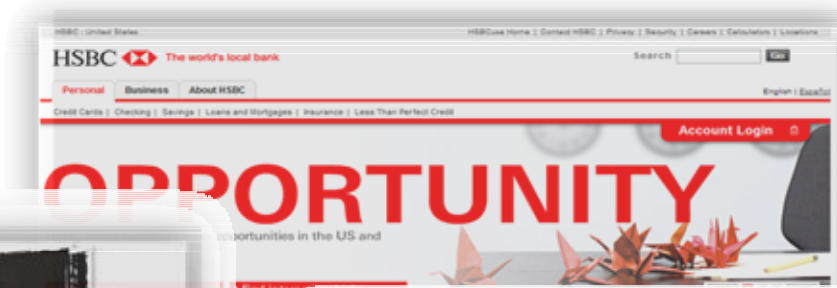 HSBC - United States
HSBCusa Home | Contact HSBC | Privacy | Security | Careers | Calculators | Locations
HSBC The world's local bank
Search Go
Personal Business About HSBC
English | Español
Credit Cards | Checking | Savings | Loans and Mortgages | Insurance | Less Than Perfect Credit
Account Login
OPPORTUNITY
opportunities in the US and